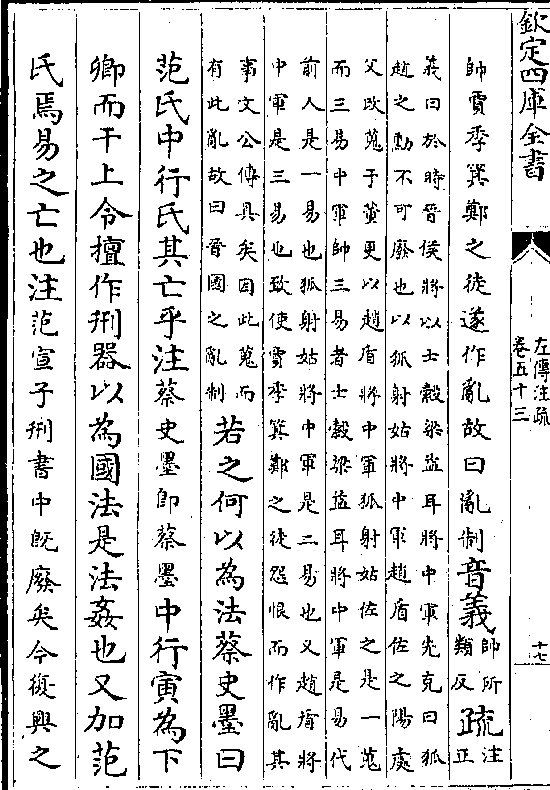 欽定四庫全書
左傳注疏
卷五十三
十七
帥賈季箕鄭之徒遂作亂故曰亂制音義帥所類反疏注正
義曰於時晉侯將以士縠梁益耳將中軍先克曰狐
趙之勳不可廢也以狐射姑將中軍趙盾佐之陽處
父改蒐于董更以趙盾將中軍狐射姑佐之是一蒐
而三易中軍帥三易者士縠梁益耳將中軍是易代
前人是一易也狐射姑將中軍是二易也又趙盾將
中軍是三易也致使賈季箕鄭之徒怨恨而作亂其
事文公傳具矣因此蒐而
有此亂故曰晉國之亂制
若之何以為法蔡史墨曰
范氏中行氏其亡乎注蔡史墨即蔡墨中行寅為下
卿而干上令擅作刑器以為國法是法姦也又加范
氏焉易之亡也注范宣子刑書中既廢矣今復興之